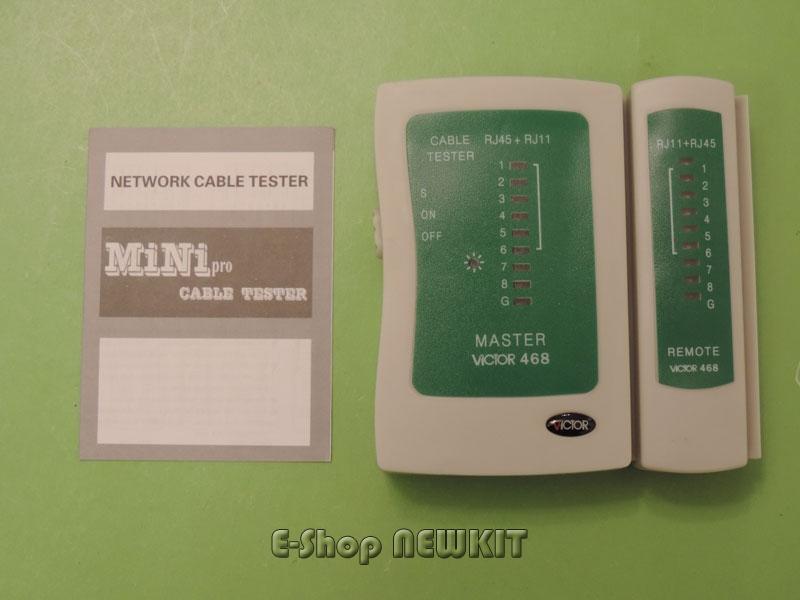 NETWORK CABLE TESTER
MiNi pro
CABLE TESTER
CABLE RJ45 + RJ11
TESTER
1
2
3
4
5
6
7
8
G
S
ON
OFF
MASTER
VICTOR 468
VICTOR
RJ11+RJ45
1
2
3
4
5
6
7
8
G
REMOTE
VICTOR 468
E-Shop NEWKIT